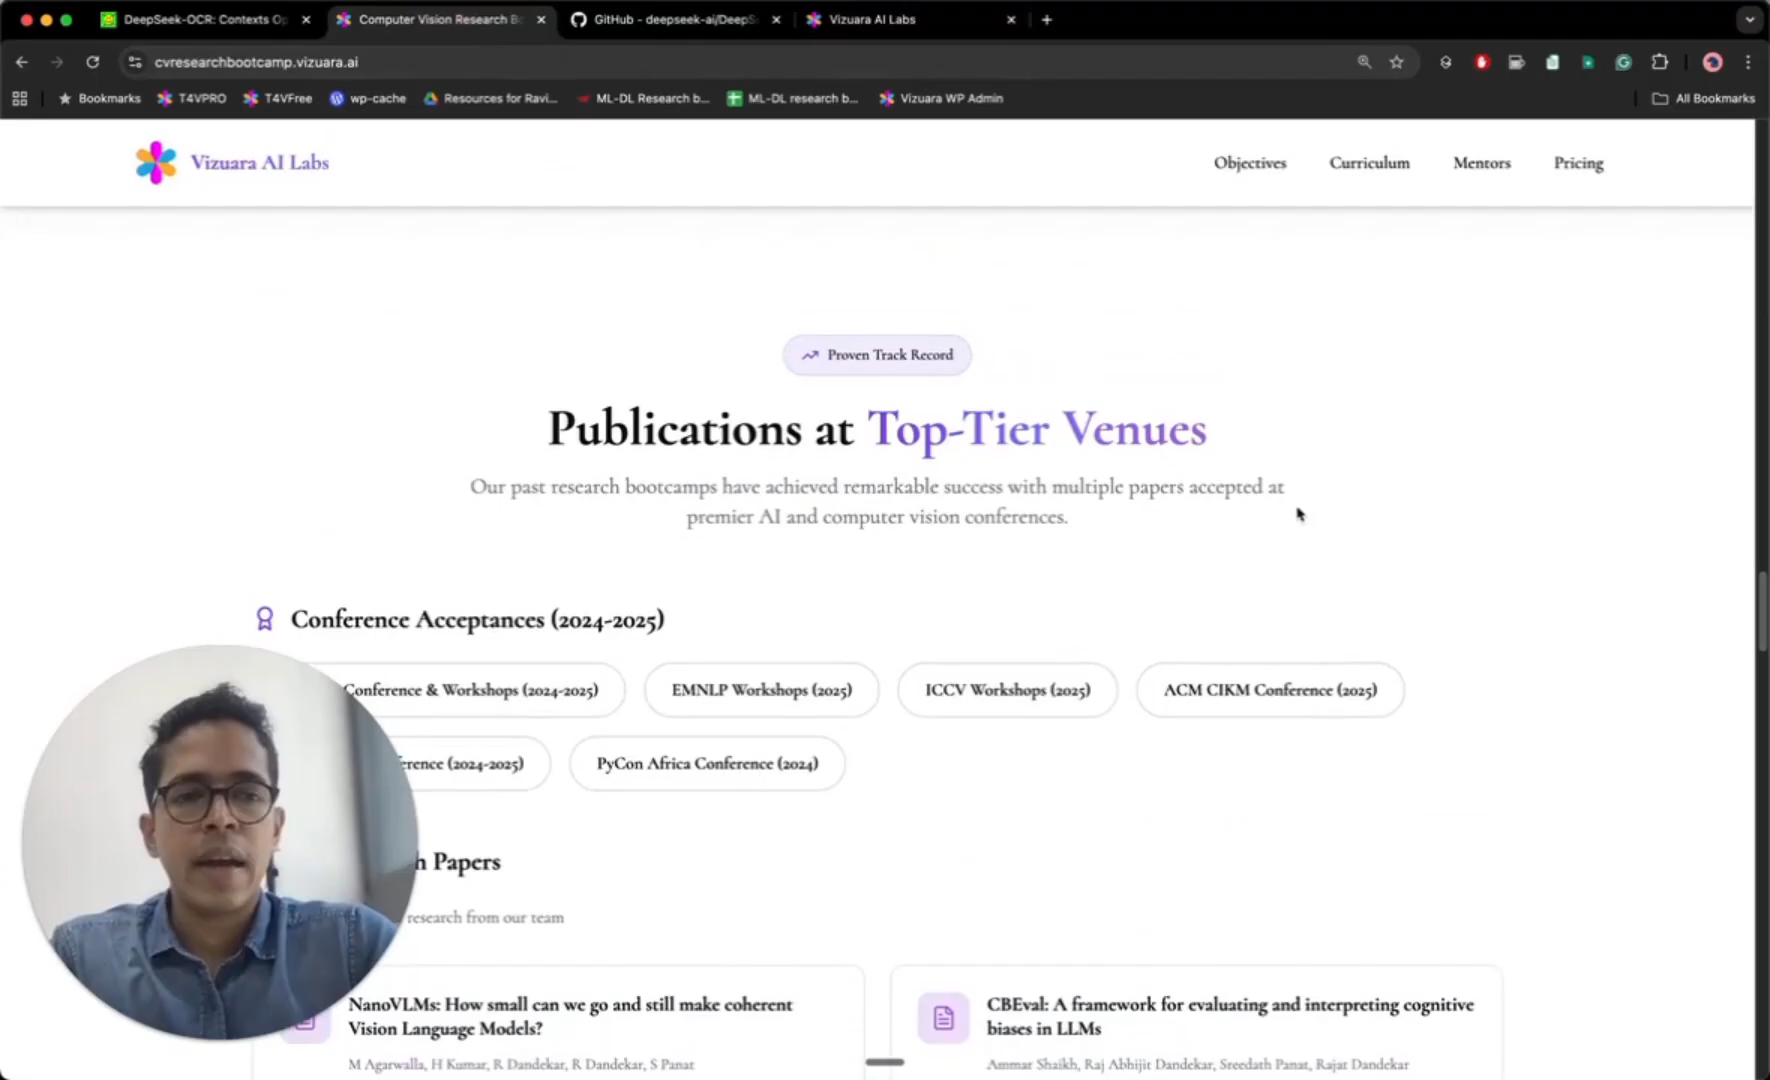 DeepSeek-OCR: Contexts Op
Computer Vision Research Bo
GitHub - deepseek-ai/DeepSe
Vizuara AI Labs
cvresearchbootcamp.vizuara.ai
Bookmarks
T4VPRO
T4VFree
wp-cache
Resources for Ravi...
ML-DL Research b...
ML-DL research b...
Vizuara WP Admin
All Bookmarks
Vizuara AI Labs
Objectives
Curriculum
Mentors
Pricing
Proven Track Record
Publications at Top-Tier Venues
Our past research bootcamps have achieved remarkable success with multiple papers accepted at
premier AI and computer vision conferences.
Conference Acceptances (2024-2025)
Conference & Workshops (2024-2025)
EMNLP Workshops (2025)
ICCV Workshops (2025)
ACM CIKM Conference (2025)
erence (2024-2025)
PyCon Africa Conference (2024)
h Papers
research from our team
NanoVLMs: How small can we go and still make coherent
Vision Language Models?
M Agarwalla, H Kumar, R Dandekar, R Dandekar, S Panat
CBEval: A framework for evaluating and interpreting cognitive
biases in LLMs
Ammar Shaikh, Raj Abhijit Dandekar, Sreedath Panat, Rajat Dandekar